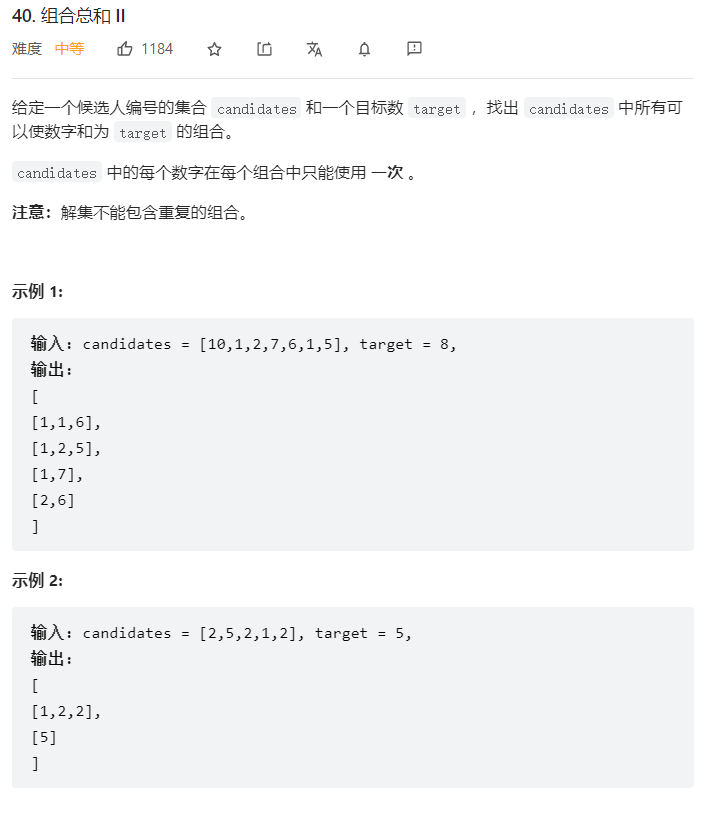 40. 组合总和 II
难度 中等 1184
给定一个候选人编号的集合 candidates 和一个目标数 target ，找出 candidates 中所有可
以使数字和为 target 的组合。
candidates 中的每个数字在每个组合中只能使用 一次 。
注意：解集不能包含重复的组合。
示例 1:
输入: candidates = [10,1,2,7,6,1,5], target = 8,
输出:
[
[1,1,6],
[1,2,5],
[1,7],
[2,6]
]
示例 2:
输入: candidates = [2,5,2,1,2], target = 5,
输出:
[
[1,2,2],
[5]
]